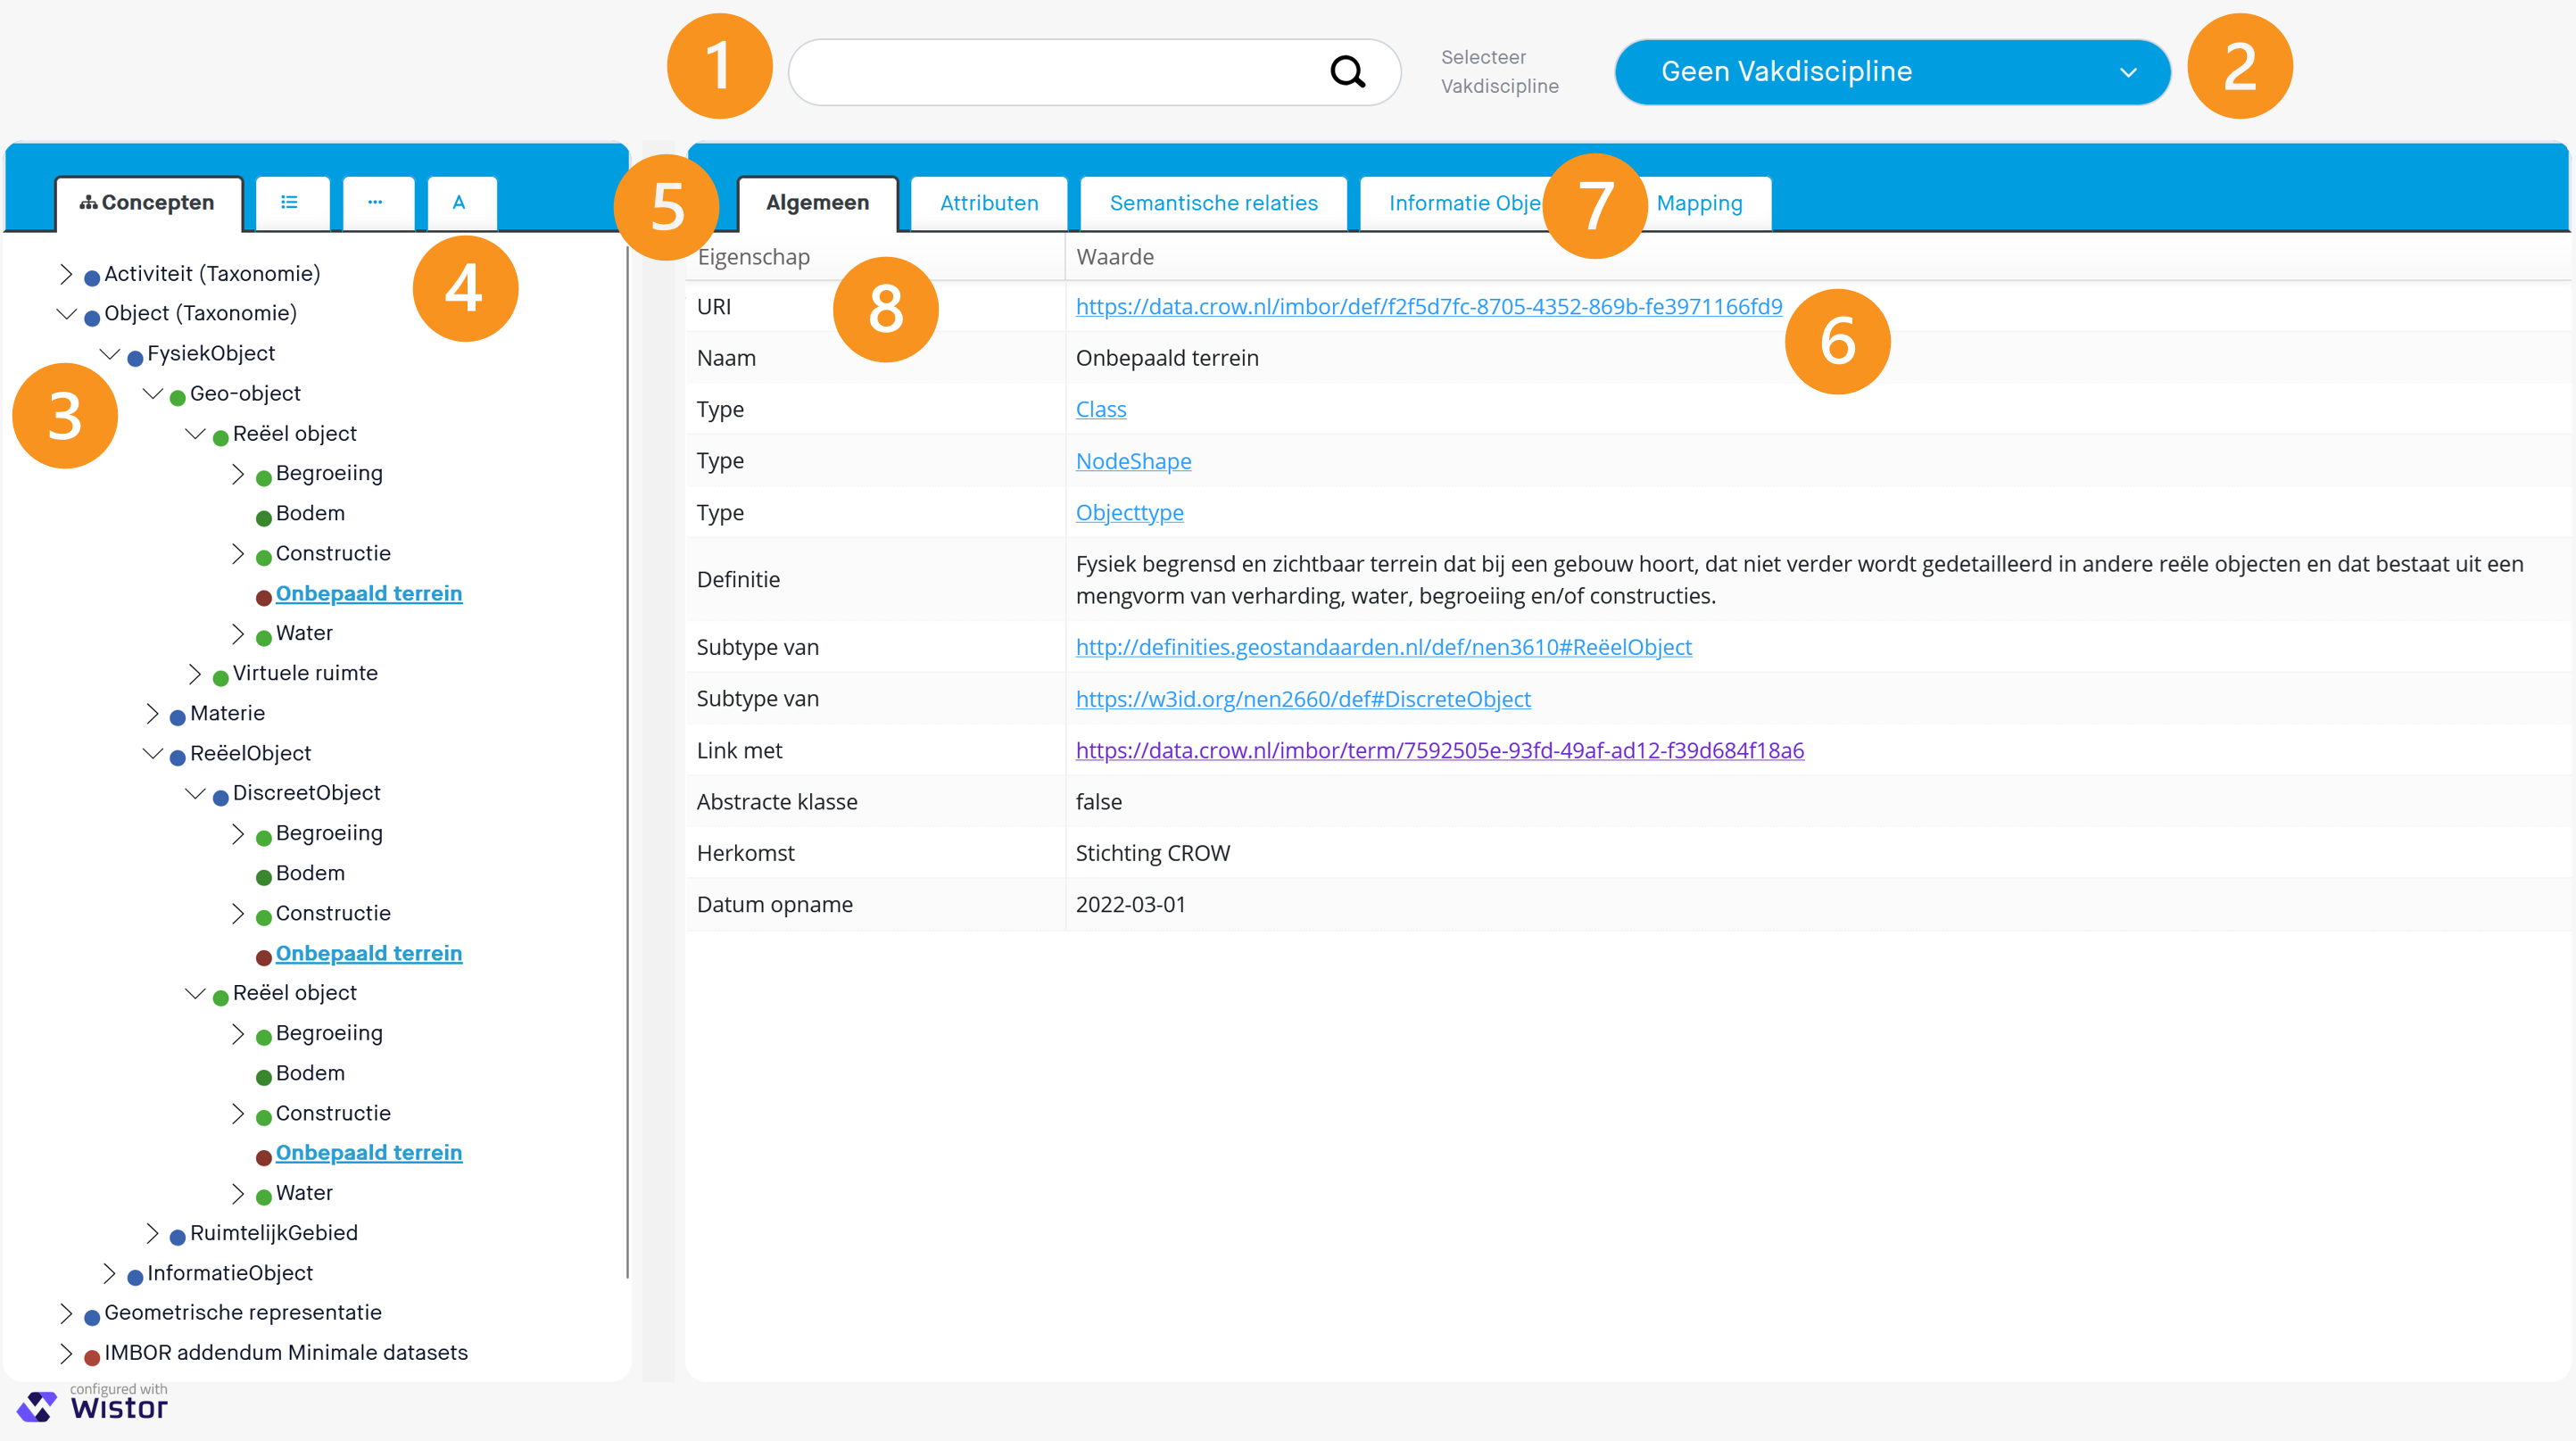 1
Selecteer
Vakdiscipline
Geen Vakdiscipline
2
Concepten
A
5
Algemeen
Attributen
Semantische relaties
Informatie Obje
7
Mapping
4
3
Activiteit (Taxonomie)
Object (Taxonomie)
FysiekObject
Geo-object
Reëel object
Begroeiing
Bodem
Constructie
Onbepaald terrein
Water
Virtuele ruimte
Materie
ReëelObject
DiscreetObject
Begroeiing
Bodem
Constructie
Onbepaald terrein
Reëel object
Begroeiing
Bodem
Constructie
Onbepaald terrein
Water
RuimtelijkGebied
InformatieObject
Geometrische representatie
IMBOR addendum Minimale datasets
Eigenschap Waarde
8
URI https://data.crow.nl/imbor/def/f2f5d7fc-8705-4352-869b-fe3971166fd9
6
Naam Onbepaald terrein
Type Class
Type NodeShape
Type Objecttype
Definitie Fysiek begrensd en zichtbaar terrein dat bij een gebouw hoort, dat niet verder wordt gedetailleerd in andere reële objecten en dat bestaat uit een
mengvorm van verharding, water, begroeiing en/of constructies.
Subtype van http://definities.geostandaarden.nl/def/nen3610#ReëelObject
Subtype van https://w3id.org/nen2660/def#DiscreteObject
Link met https://data.crow.nl/imbor/term/7592505e-93fd-49af-ad12-f39d684f18a6
Abstracte klasse false
Herkomst Stichting CROW
Datum opname 2022-03-01
configured with
Wistor